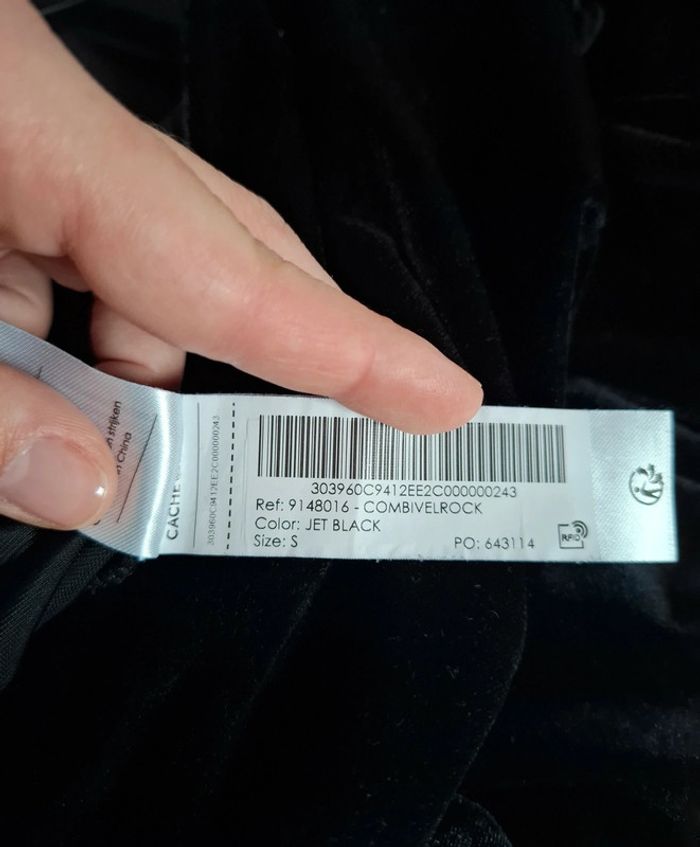 strijken
n China
CACHE
303960C9412EE2C000000243
303960C9412EE2C000000243
Ref: 9148016 - COMBIVELROCK
Color: JET BLACK
Size: S
PO: 643114
RFID